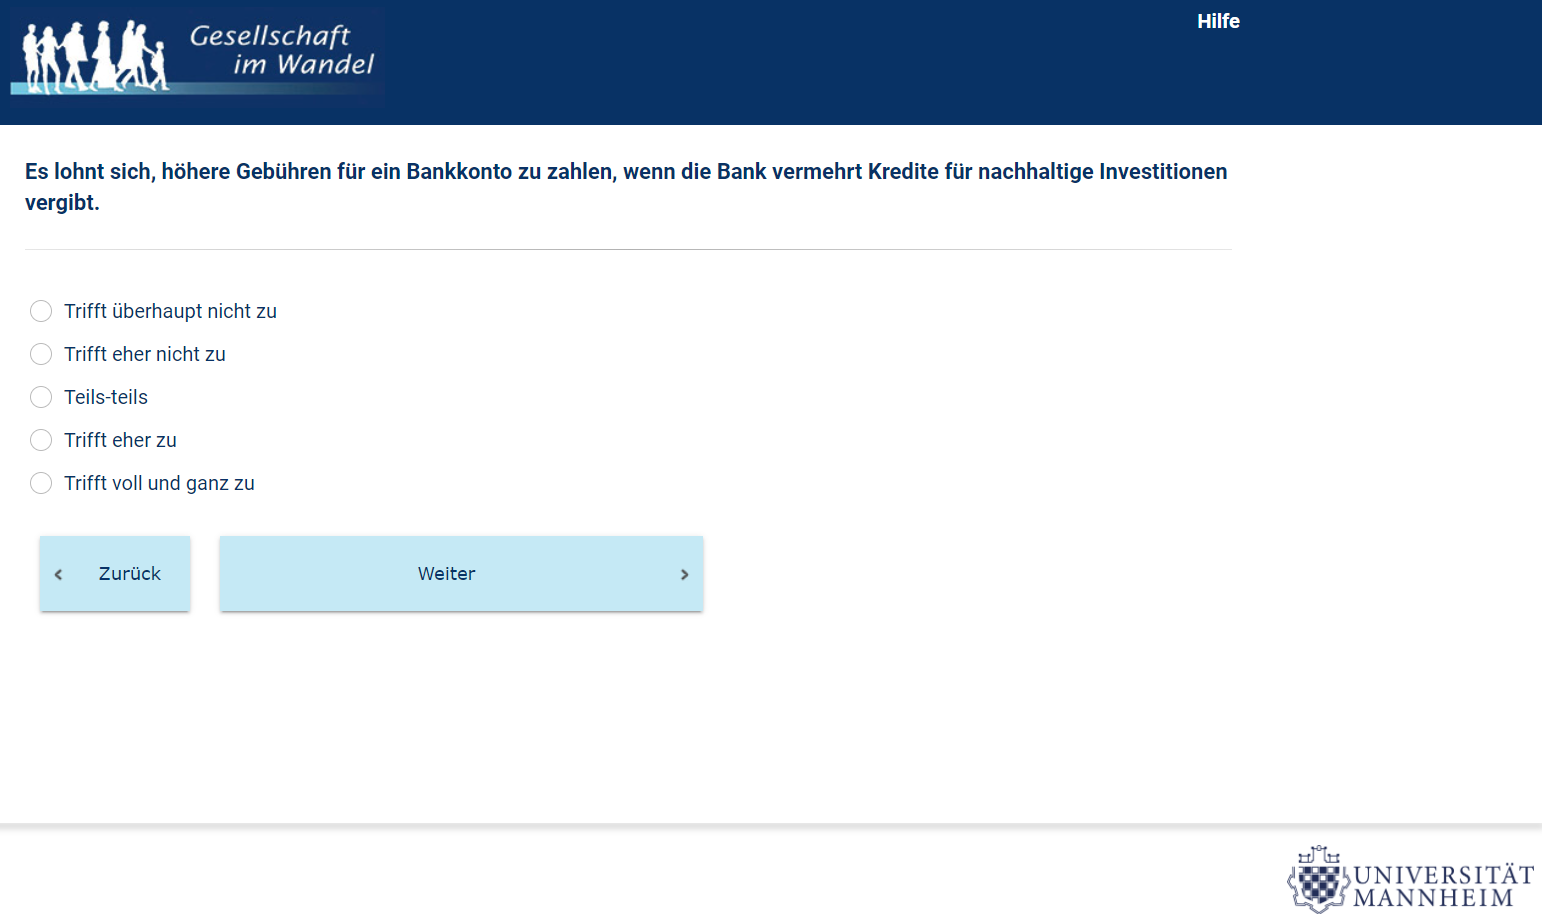 Gesellschaft
im Wandel
Hilfe
Es lohnt sich, höhere Gebühren für ein Bankkonto zu zahlen, wenn die Bank vermehrt Kredite für nachhaltige Investitionen
vergibt.
Trifft überhaupt nicht zu
Trifft eher nicht zu
Teils-teils
Trifft eher zu
Trifft voll und ganz zu
Zurück
Weiter
UNIVERSITÄT
MANNHEIM